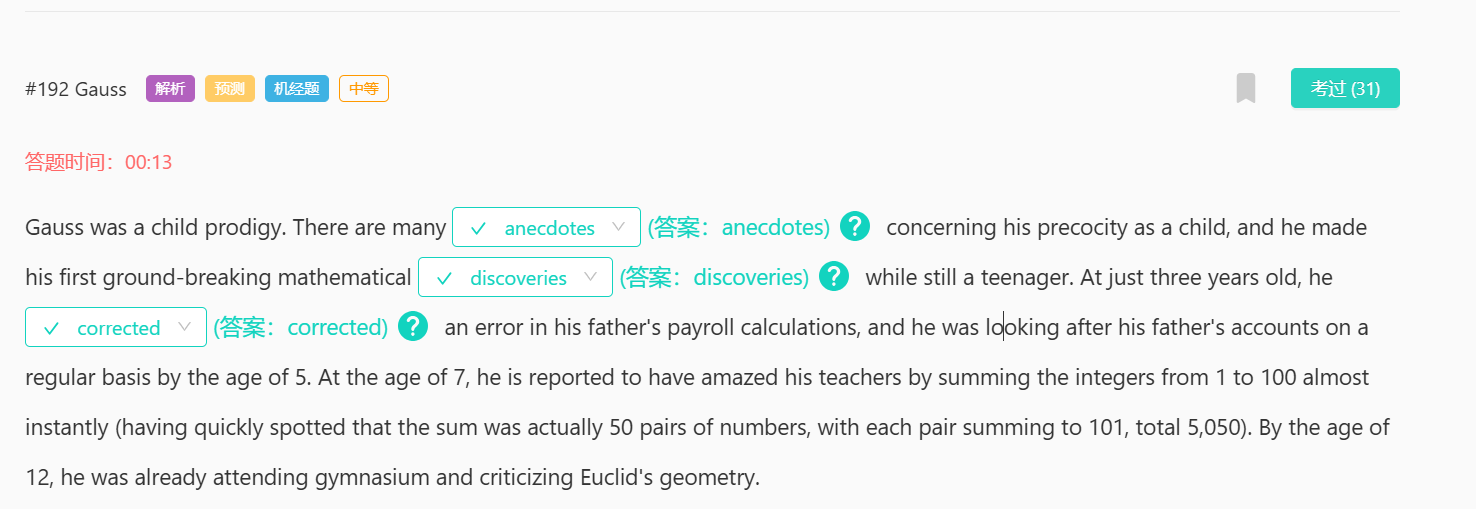 #192 Gauss 解析 预测 机经题 中等 考过 (31)
答题时间：00:13
Gauss was a child prodigy. There are many anecdotes (答案：anecdotes) ? concerning his precocity as a child, and he made
his first ground-breaking mathematical discoveries (答案：discoveries) ? while still a teenager. At just three years old, he
corrected (答案：corrected) ? an error in his father's payroll calculations, and he was looking after his father's accounts on a
regular basis by the age of 5. At the age of 7, he is reported to have amazed his teachers by summing the integers from 1 to 100 almost
instantly (having quickly spotted that the sum was actually 50 pairs of numbers, with each pair summing to 101, total 5,050). By the age of
12, he was already attending gymnasium and criticizing Euclid's geometry.